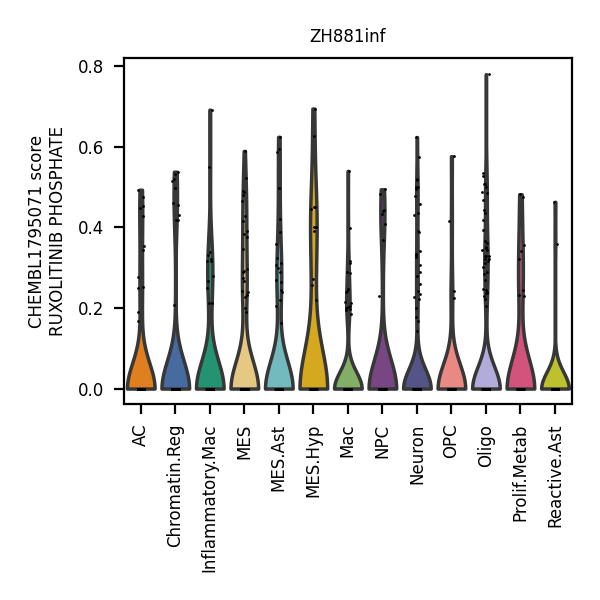 ZH881inf
CHEMBL1795071 score
RUXOLITINIB PHOSPHATE
0.8
0.6
0.4
0.2
0.0
AC
Chromatin.Reg
Inflammatory.Mac
MES
MES.Ast
MES.Hyp
Mac
NPC
Neuron
OPC
Oligo
Prolif.Metab
Reactive.Ast